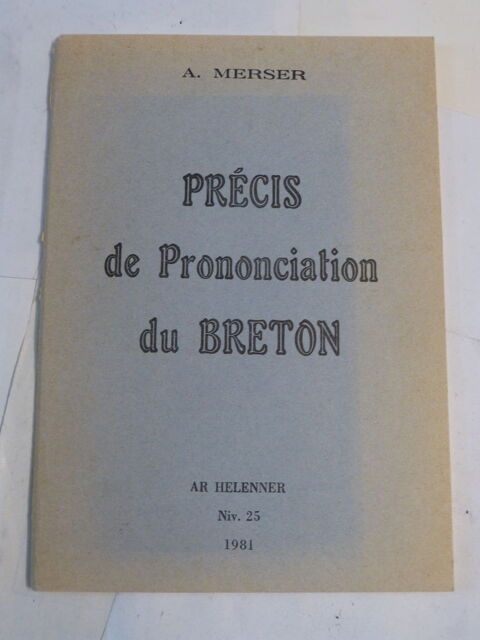 A. MERSER
PRÉCIS
de Prononciation
du BRETON
AR HELENNER
Niv. 25
1981